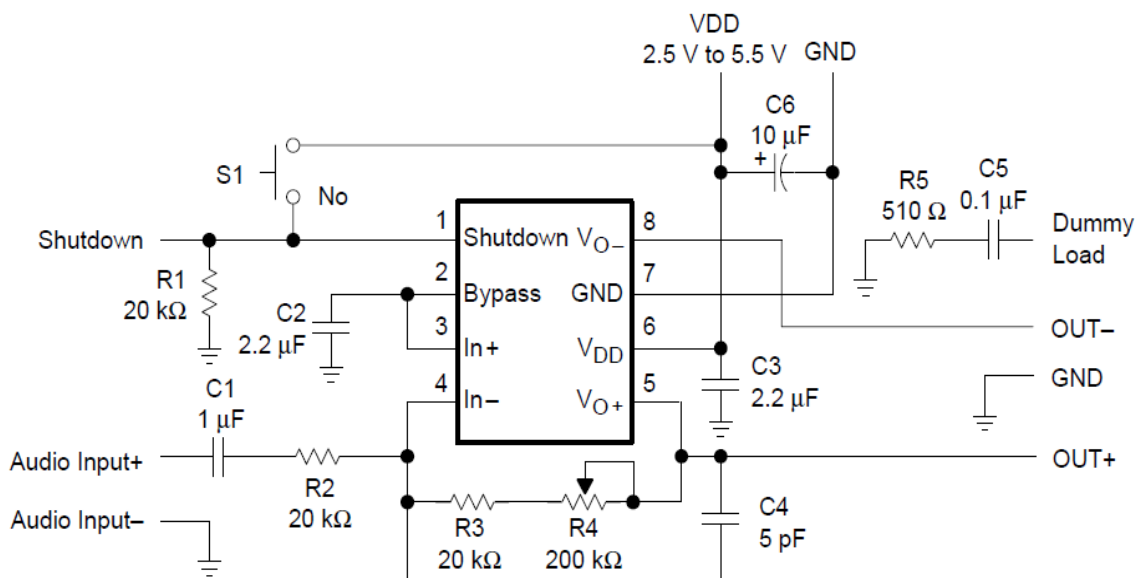 VDD
2.5 V to 5.5 V
GND
C6
10 µF
+
S1
No
R5
510 Ω
C5
0.1 µF
Dummy
Load
Shutdown
1
Shutdown
VO−
8
R1
20 kΩ
2
Bypass
GND
7
C2
2.2 µF
3
In+
VDD
6
OUT−
4
In−
VO+
5
C3
2.2 µF
GND
C1
1 µF
Audio Input+
R2
20 kΩ
OUT+
Audio Input−
R3
20 kΩ
R4
200 kΩ
C4
5 pF